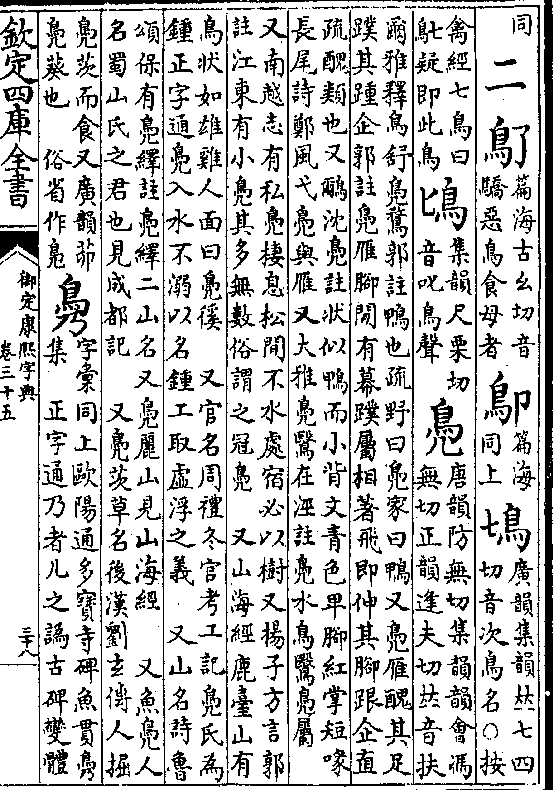 同 二 篇海古幺切音
驕惡鳥食母者 篇海
同上 廣韻集韻𠀤七四
切音次鳥名○按
禽經七鳥曰
鳦疑即此鳥 集韻尺栗切
音叱鳥聲 鳧 唐韻防無切集韻韻會馮
無切正韻逢夫切𠀤音扶
爾雅釋鳥舒鳧鶩郭註鴨也疏野曰鳧家曰鴨又鳧雁醜其足
蹼其踵企郭註鳧雁腳閒有幕蹼屬相著飛即伸其腳跟企直
疏醜類也又鸍沈鳧註狀似鴨而小背文青色卑腳紅掌短喙
長尾詩鄭風弋鳧與雁又大雅鳧鷖在涇註鳧水鳥鷖鳧屬
又南越志有私鳧棲息松閒不水處宿必以樹又揚子方言郭
註江東有小鳧其多無數俗謂之冠鳧 又山海經鹿臺山有
鳥狀如雄雞人面曰鳧徯 又官名周禮冬官考工記鳧氏為
鍾正字通鳧入水不溺以名鍾工取虛浮之義 又山名詩魯
頌保有鳧繹註鳧繹二山名又鳧麗山見山海經 又魚鳧人
名蜀山氏之君也見成都記 又鳧茨草名後漢劉玄傳人掘
鳧茨而食又廣韻茆
鳧葵也 俗省作鳬
字彙同上歐陽通多寶寺碑魚貫
集 正字通乃者几之譌古碑變體
欽定四庫全書
御定康熙字典
卷三十五
三十八